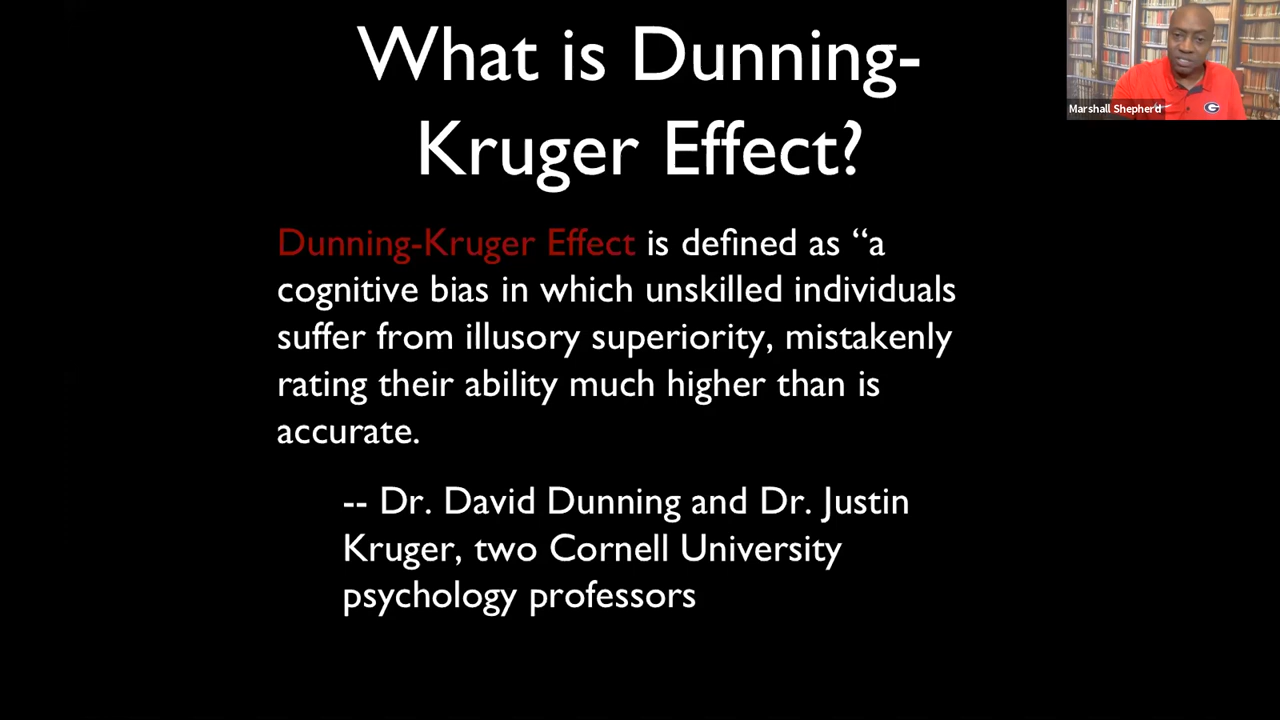 What is Dunning-
Kruger Effect?
Dunning-Kruger Effect is defined as “a
cognitive bias in which unskilled individuals
suffer from illusory superiority, mistakenly
rating their ability much higher than is
accurate.
-- Dr. David Dunning and Dr. Justin
Kruger, two Cornell University
psychology professors
Marshall Shepherd
G